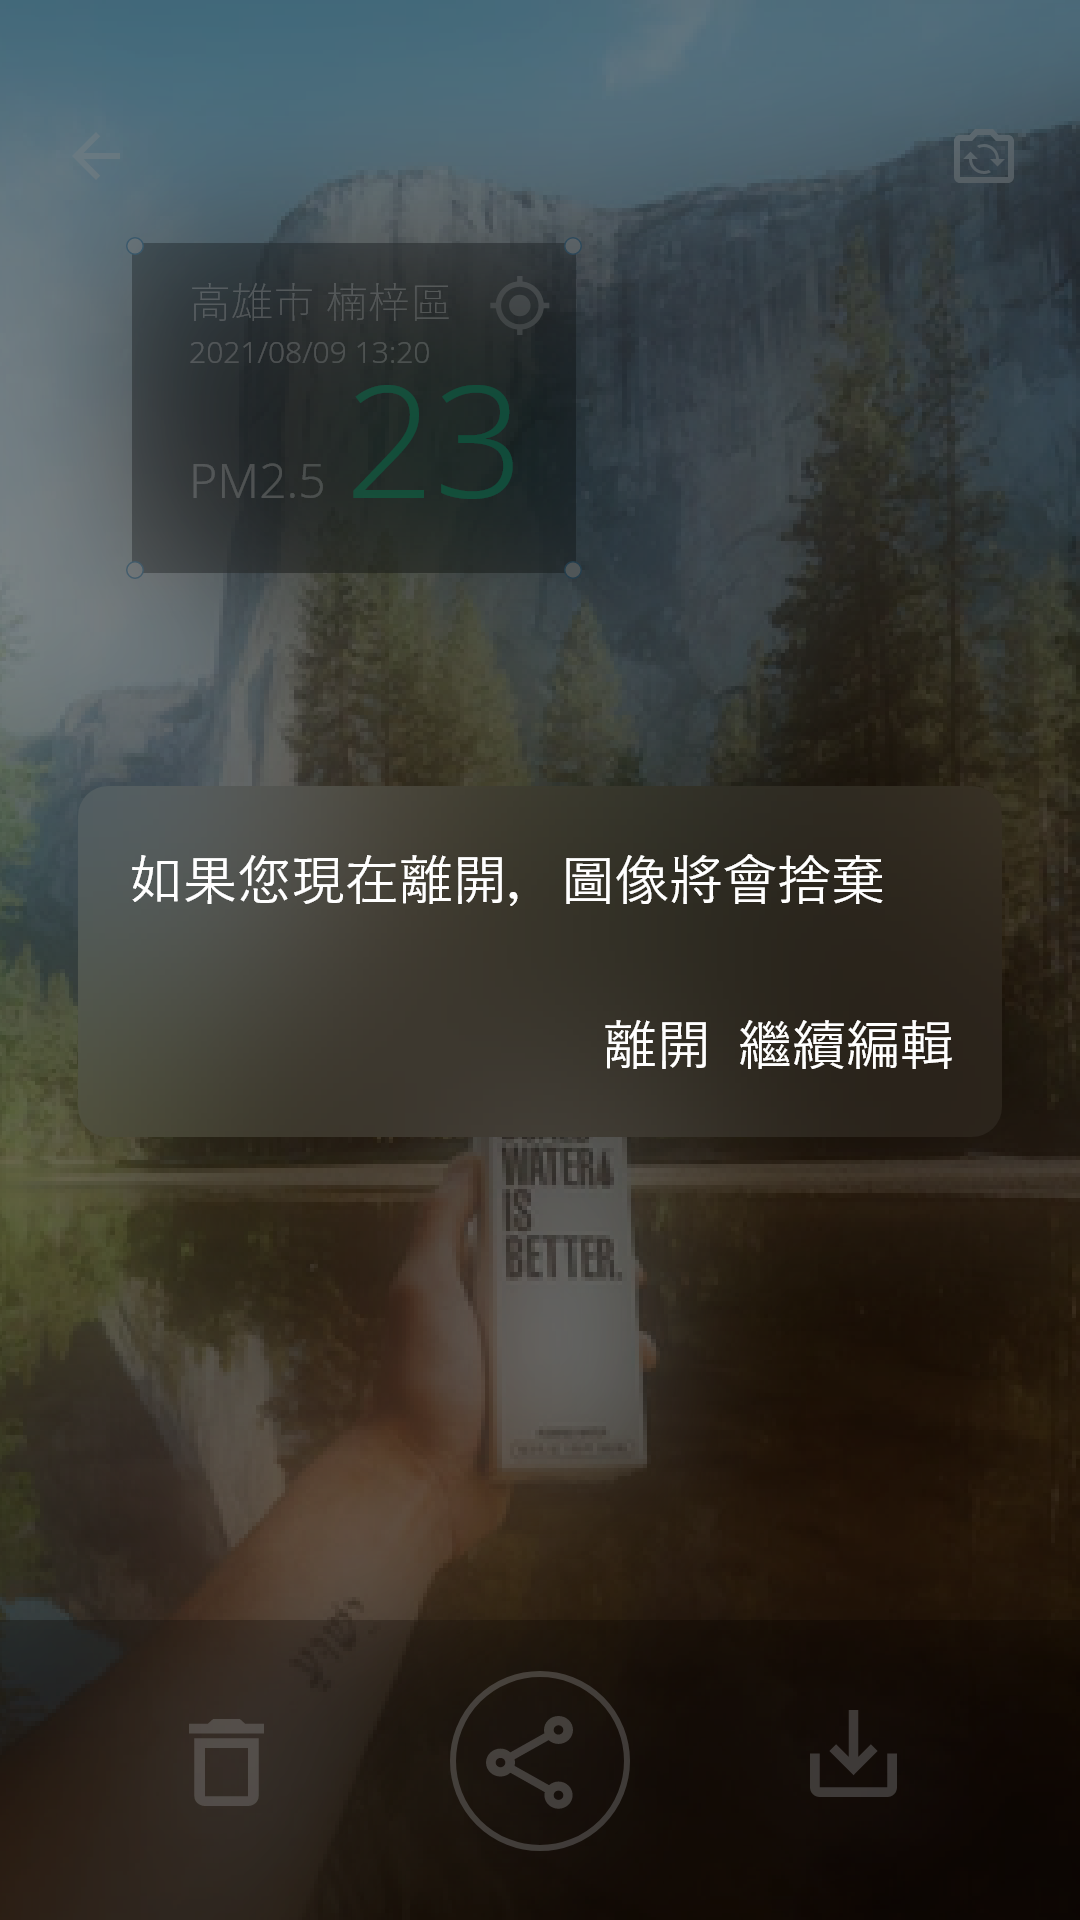 高雄市 楠梓區
2021/08/09 13:20
PM2.5 23
如果您現在離開，圖像將會捨棄
離開 繼續編輯
WATER
IS
BETTER.